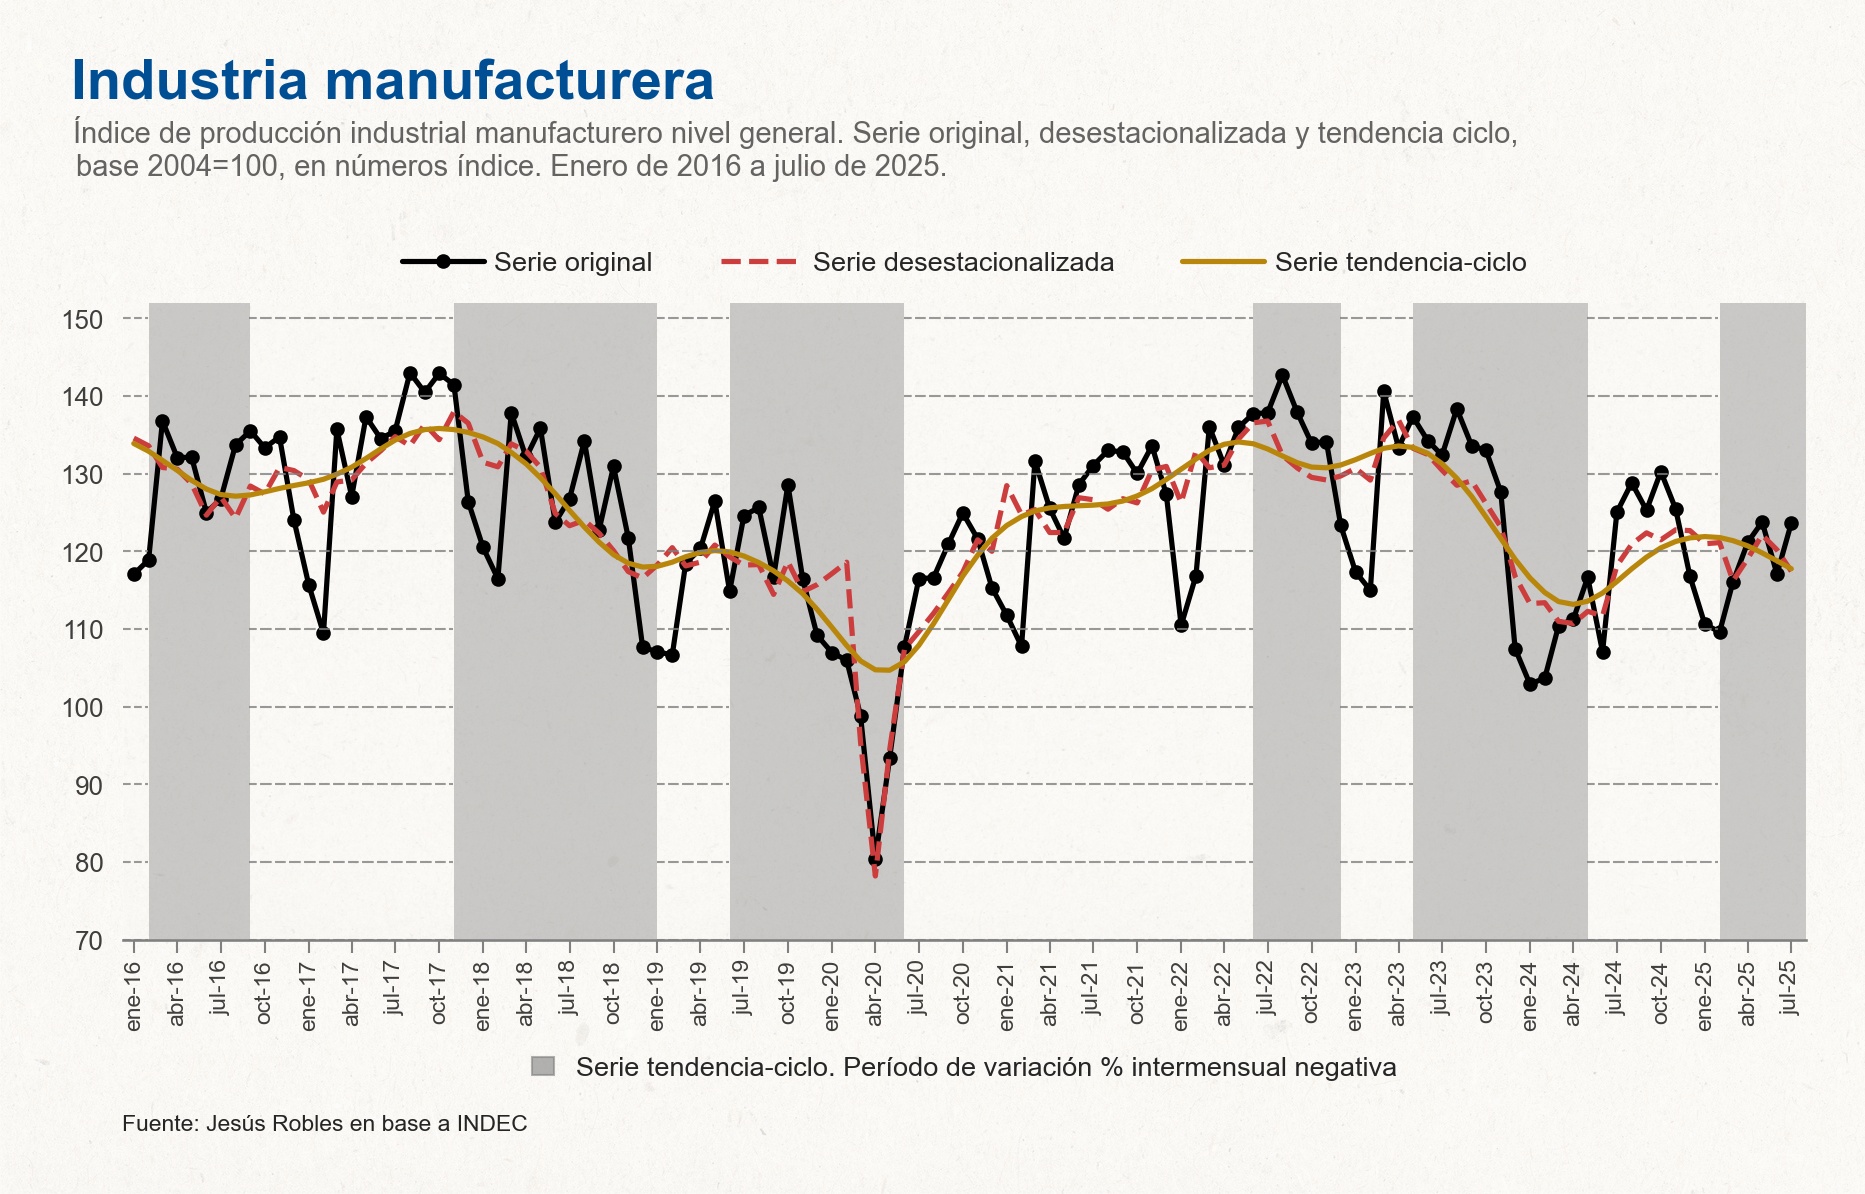 Industria manufacturera
Índice de producción industrial manufacturero nivel general. Serie original, desestacionalizada y tendencia ciclo,
base 2004=100, en números índice. Enero de 2016 a julio de 2025.
Serie original
Serie desestacionalizada
Serie tendencia-ciclo
150
140
130
120
110
100
90
80
70
ene-16
abr-16
jul-16
oct-16
ene-17
abr-17
jul-17
oct-17
ene-18
abr-18
jul-18
oct-18
ene-19
abr-19
jul-19
oct-19
ene-20
abr-20
jul-20
oct-20
ene-21
abr-21
jul-21
oct-21
ene-22
abr-22
jul-22
oct-22
ene-23
abr-23
jul-23
oct-23
ene-24
abr-24
jul-24
oct-24
ene-25
abr-25
jul-25
Serie tendencia-ciclo. Período de variación % intermensual negativa
Fuente: Jesús Robles en base a INDEC